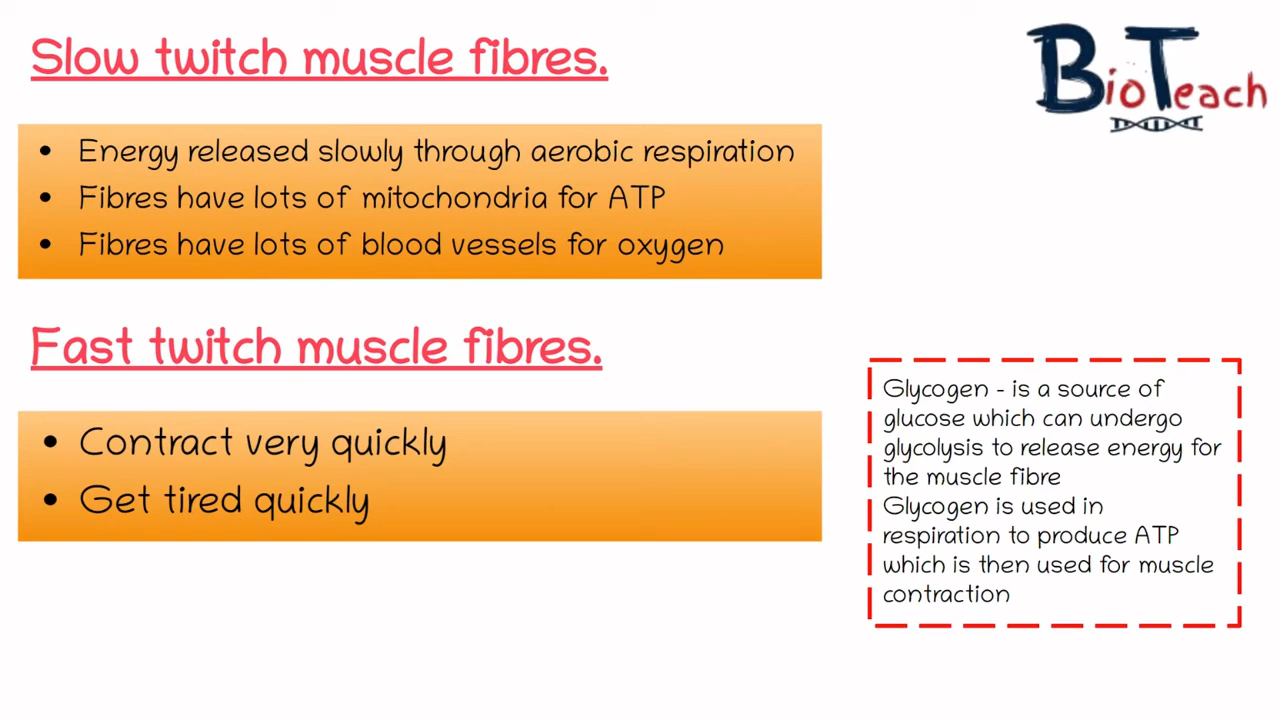 Slow twitch muscle fibres.
BioTeach
• Energy released slowly through aerobic respiration
• Fibres have lots of mitochondria for ATP
• Fibres have lots of blood vessels for oxygen
Fast twitch muscle fibres.
• Contract very quickly
• Get tired quickly
Glycogen - is a source of
glucose which can undergo
glycolysis to release energy for
the muscle fibre
Glycogen is used in
respiration to produce ATP
which is then used for muscle
contraction